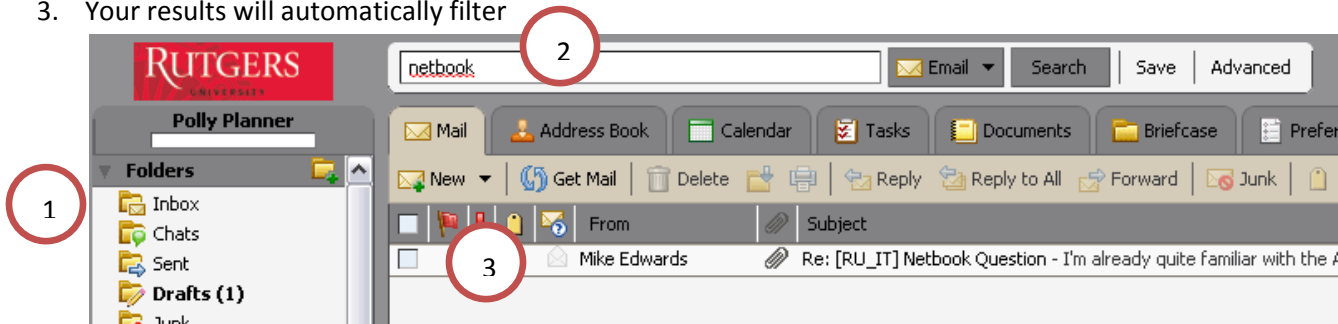 3. Your results will automatically filter
RUTGERS
UNIVERSITY
netbook
2
Email
Search
Save
Advanced
Polly Planner
Mail
Address Book
Calendar
Tasks
Documents
Briefcase
Prefer
Folders
New
Get Mail
Delete
Reply
Reply to All
Forward
Junk
1
Inbox
From
Subject
Chats
3
Mike Edwards
Re: [RU_IT] Netbook Question - I'm already quite familiar with the A
Sent
Drafts (1)
Junk